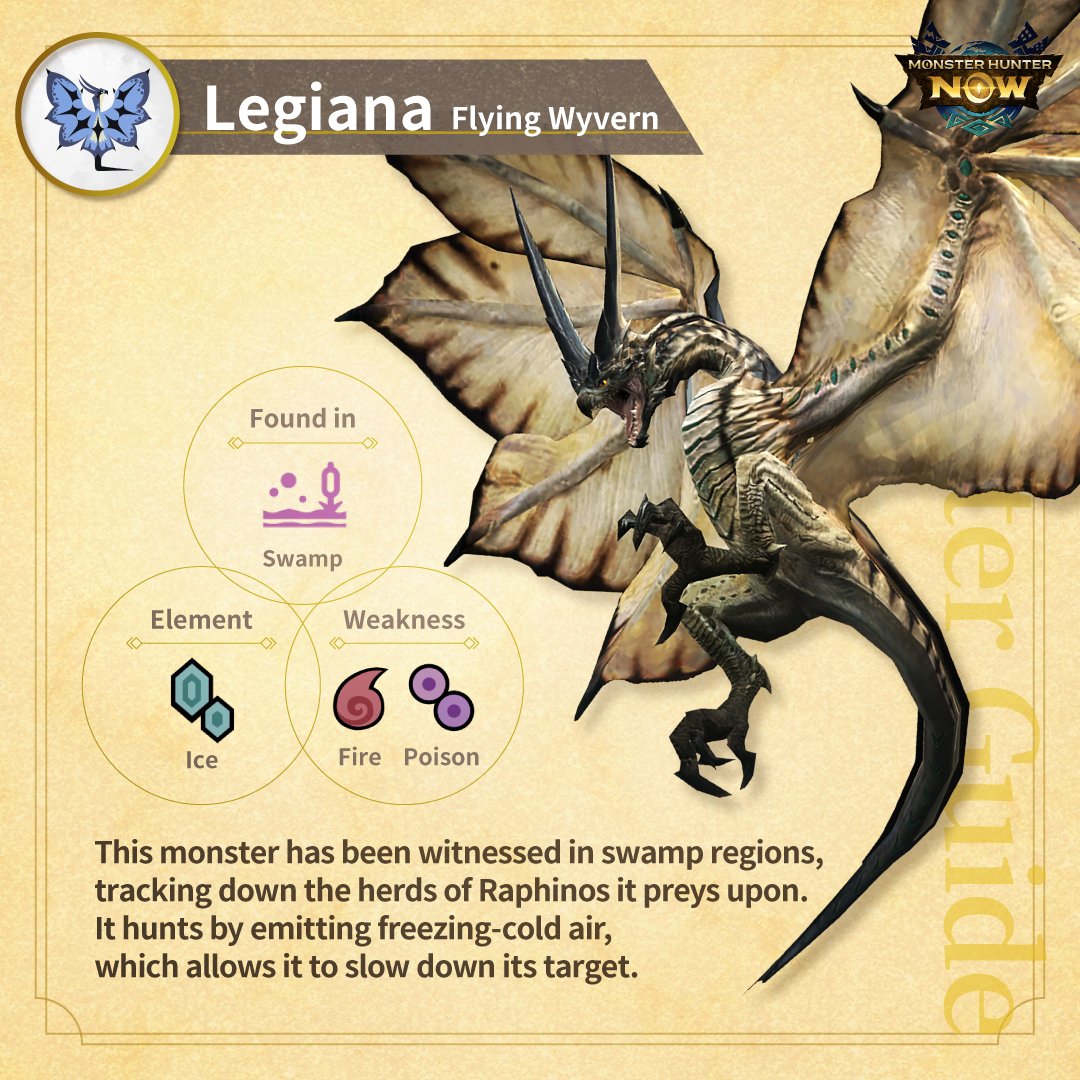 MONSTER HUNTER
NOW
Legiana Flying Wyvern
Found in
Swamp
Element
Ice
Weakness
Fire Poison
This monster has been witnessed in swamp regions,
tracking down the herds of Raphinos it preys upon.
It hunts by emitting freezing-cold air,
which allows it to slow down its target.
ter Guide